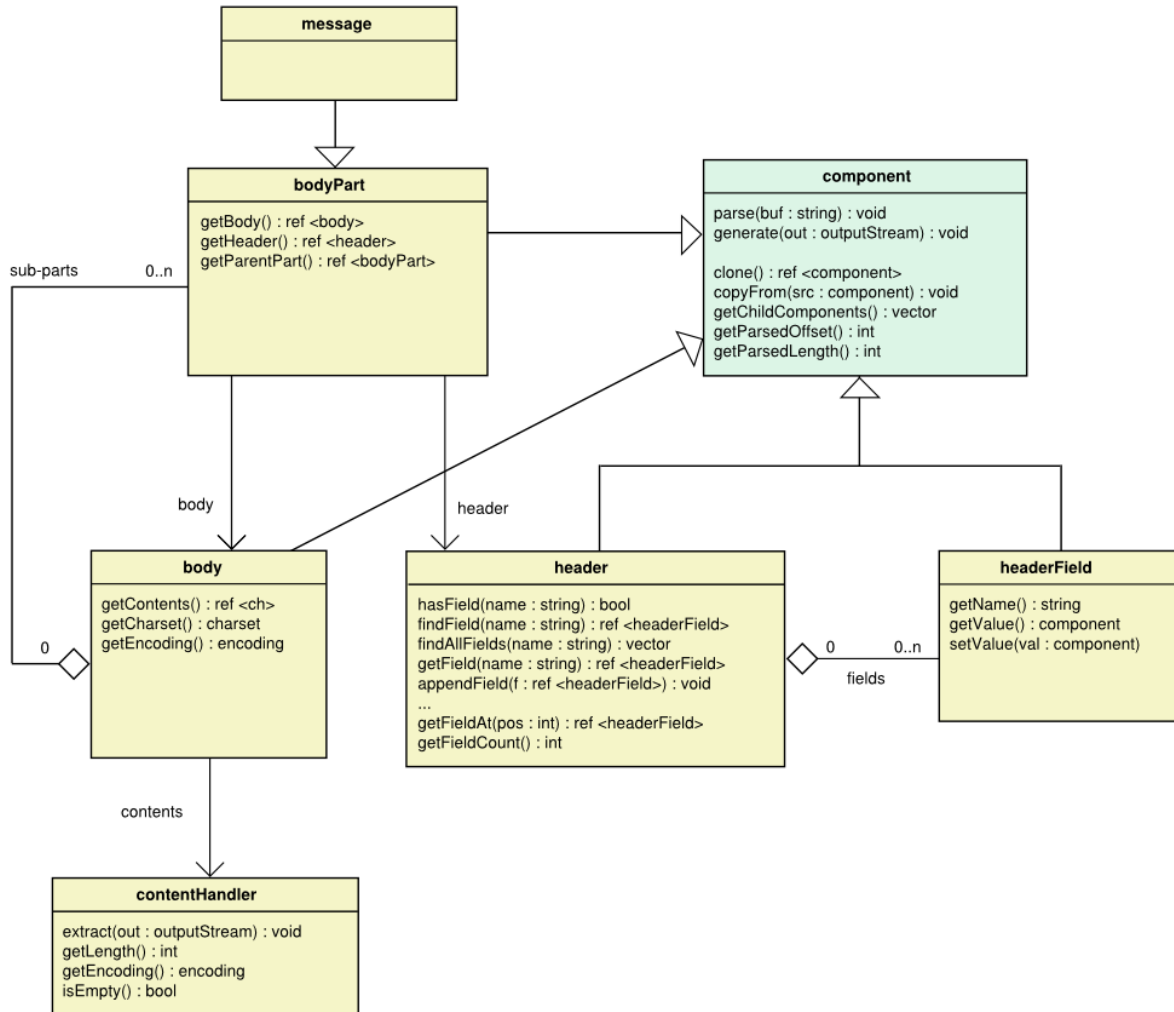 message
bodyPart
getBody() : ref <body>
getHeader() : ref <header>
getParentPart() : ref <bodyPart>
component
parse(buf : string) : void
generate(out : outputStream) : void
clone() : ref <component>
copyFrom(src : component) : void
getChildComponents() : vector
getParsedOffset() : int
getParsedLength() : int
sub-parts
0..n
body
header
body
getContents() : ref <ch>
getCharset() : charset
getEncoding() : encoding
0
header
hasField(name : string) : bool
findField(name : string) : ref <headerField>
findAllFields(name : string) : vector
getField(name : string) : ref <headerField>
appendField(f : ref <headerField>) : void
...
getFieldAt(pos : int) : ref <headerField>
getFieldCount() : int
0
0..n
fields
headerField
getName() : string
getValue() : component
setValue(val : component)
contents
contentHandler
extract(out : outputStream) : void
getLength() : int
getEncoding() : encoding
isEmpty() : bool